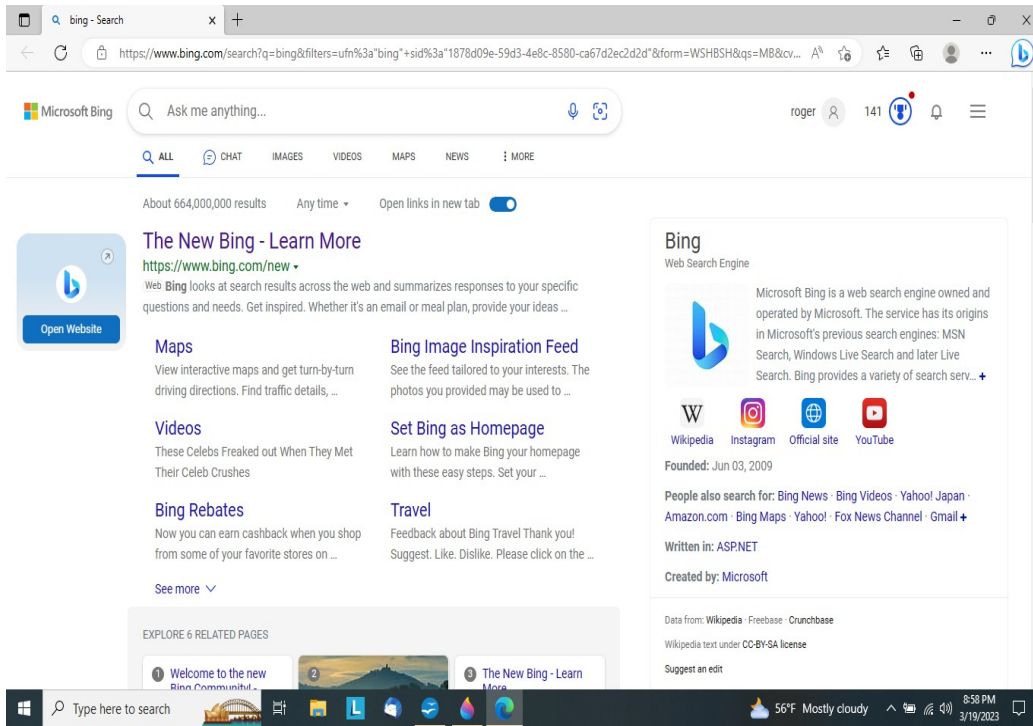 bing - Search
https://www.bing.com/search?q=bing&filters=ufn%3a"bing"+sid%3a"1878d09e-59d3-4e8c-8580-ca67d2ec2d2d"&form=WSHBSH&qs=MB&cv...
Microsoft Bing
Ask me anything...
roger
141
ALL
CHAT
IMAGES
VIDEOS
MAPS
NEWS
MORE
About 664,000,000 results
Any time
Open links in new tab
Open Website
The New Bing - Learn More
https://www.bing.com/new
Web Bing looks at search results across the web and summarizes responses to your specific
questions and needs. Get inspired. Whether it's an email or meal plan, provide your ideas ...
Maps
View interactive maps and get turn-by-turn
driving directions. Find traffic details, ...
Bing Image Inspiration Feed
See the feed tailored to your interests. The
photos you provided may be used to ...
Videos
These Celebs Freaked out When They Met
Their Celeb Crushes
Set Bing as Homepage
Learn how to make Bing your homepage
with these easy steps. Set your ...
Bing Rebates
Now you can earn cashback when you shop
from some of your favorite stores on ...
Travel
Feedback about Bing Travel Thank you!
Suggest. Like. Dislike. Please click on the ...
See more
EXPLORE 6 RELATED PAGES
1 Welcome to the new
Bing Community! -
2
3 The New Bing - Learn
More
Bing
Web Search Engine
Microsoft Bing is a web search engine owned and
operated by Microsoft. The service has its origins
in Microsoft's previous search engines: MSN
Search, Windows Live Search and later Live
Search. Bing provides a variety of search serv... +
W
Wikipedia
Instagram
Official site
YouTube
Founded: Jun 03, 2009
People also search for: Bing News · Bing Videos · Yahoo! Japan ·
Amazon.com · Bing Maps · Yahoo! · Fox News Channel · Gmail +
Written in: ASP.NET
Created by: Microsoft
Data from: Wikipedia · Freebase · Crunchbase
Wikipedia text under CC-BY-SA license
Suggest an edit
Type here to search
L
56°F Mostly cloudy
8:58 PM
3/19/2023